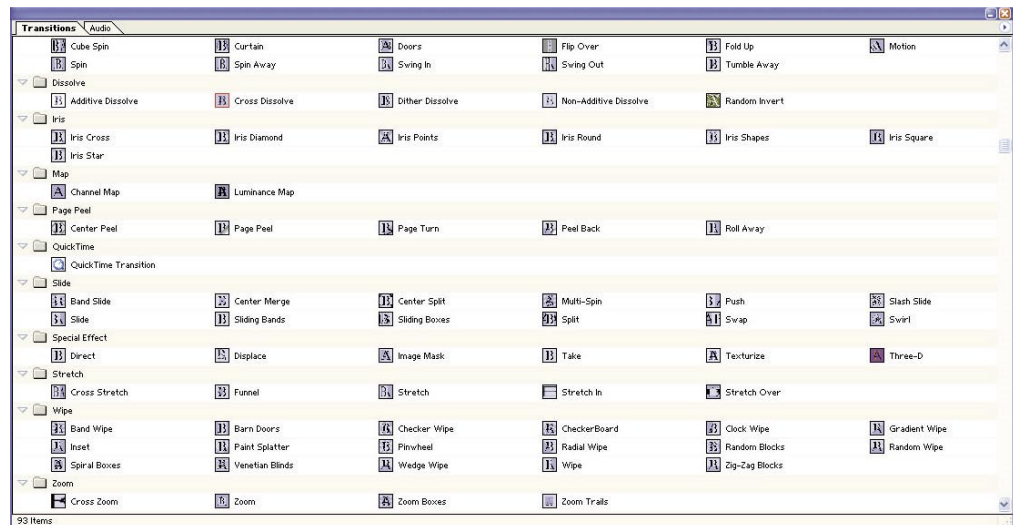 Transitions Audio
Cube Spin Curtain Doors Flip Over Fold Up Motion
Spin Spin Away Swing In Swing Out Tumble Away
Dissolve
Additive Dissolve Cross Dissolve Dither Dissolve Non-Additive Dissolve Random Invert
Iris
Iris Cross Iris Diamond Iris Points Iris Round Iris Shapes Iris Square
Iris Star
Map
Channel Map Luminance Map
Page Peel
Center Peel Page Peel Page Turn Peel Back Roll Away
QuickTime
QuickTime Transition
Slide
Band Slide Center Merge Center Split Multi-Spin Push Slash Slide
Slide Sliding Bands Sliding Boxes Split Swap Swirl
Special Effect
Direct Displace Image Mask Take Texturize Three-D
Stretch
Cross Stretch Funnel Stretch Stretch In Stretch Over
Wipe
Band Wipe Barn Doors Checker Wipe CheckerBoard Clock Wipe Gradient Wipe
Inset Paint Splatter Pinwheel Radial Wipe Random Blocks Random Wipe
Spiral Boxes Venetian Blinds Wedge Wipe Wipe Zig-Zag Blocks
Zoom
Cross Zoom Zoom Zoom Boxes Zoom Trails
93 Items